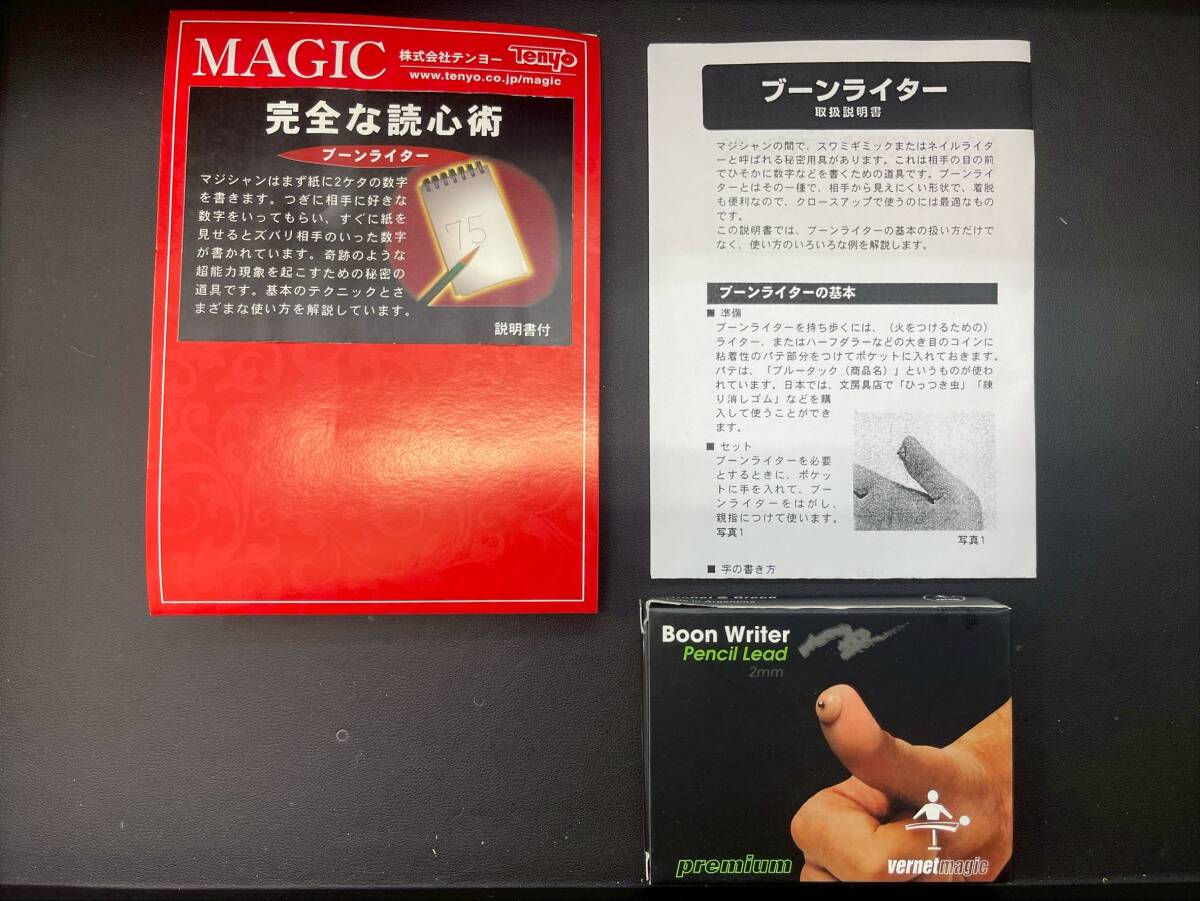 MAGIC
株式会社テンヨー Tenyo
www.tenyo.co.jp/magic
完全な読心術
ブーンライター
マジシャンはまず紙に2ケタの数字
を書きます。つぎに相手に好きな
数字をいってもらい、すぐに紙を
見せるとズバリ相手のいった数字
が書かれています。奇跡のような
超能力現象を起こすための秘密の
道具です。基本のテクニックとさ
まざまな使い方を解説しています。
75
説明書付
ブーンライター
取扱説明書
マジシャンの間で、スワミギミックまたはネイルライタ
ーと呼ばれる秘密用具があります。これは相手の目の前
でひそかに数字などを書くための道具です。ブーンライ
ターとはその一種で、相手から見えにくい形状で、着脱
も便利なので、クロースアップで使うのには最適なもの
です。
この説明書では、ブーンライターの基本の扱い方だけで
なく、使い方のいろいろな例を解説します。
ブーンライターの基本
■ 準備
ブーンライターを持ち歩くには、（火をつけるための）
ライター、またはハーフダラーなどの大き目のコインに
粘着性のパテ部分をつけてポケットに入れておきます。
パテは、「ブルータック（商品名）」というものが使わ
れています。日本では、文房具店で「ひっつき虫」「練
り消しゴム」などを購
入して使うことができ
ます。
■ セット
ブーンライターを必要
とするときに、ポケッ
トに手を入れて、ブー
ンライターをはがし、
親指につけて使います。
写真1
写真1
■ 字の書き方
Boon Writer
Pencil Lead
2mm
premium
vernetmagic